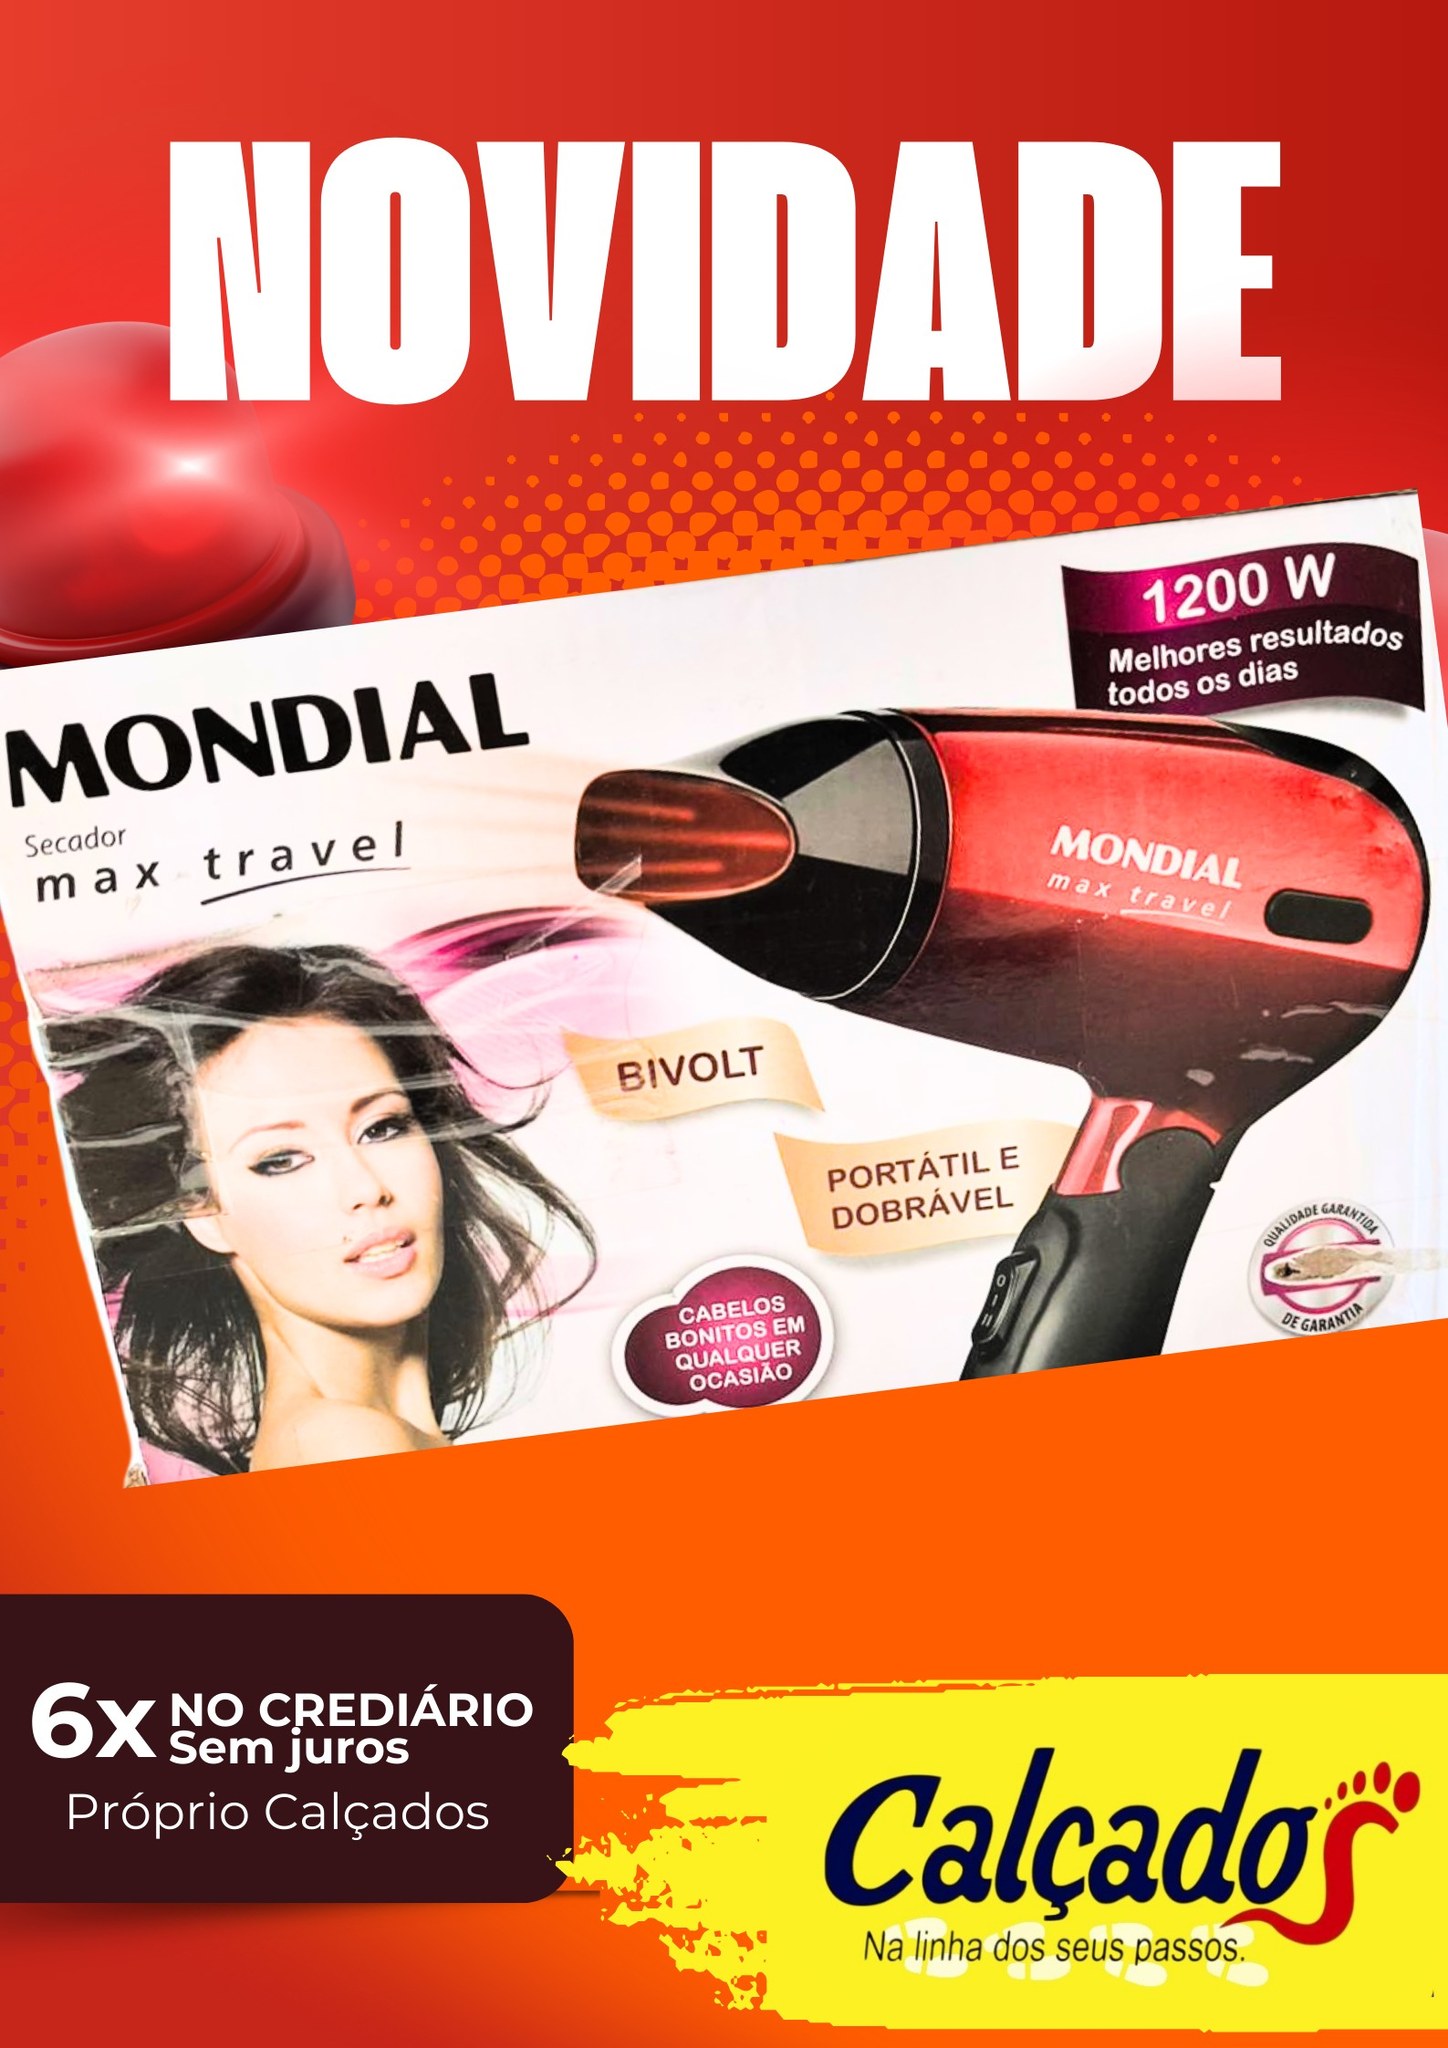 NOVIDADE
1200 W
Melhores resultados
todos os dias
MONDIAL
Secador
max travel
MONDIAL
max travel
BIVOLT
PORTÁTIL E
DOBRÁVEL
CABELOS
BONITOS EM
QUALQUER
OCASIÃO
QUALIDADE GARANTIDA
DE GARANTIA
6x NO CREDIÁRIO
Sem juros
Próprio Calçados
Calçados
Na linha dos seus passos.